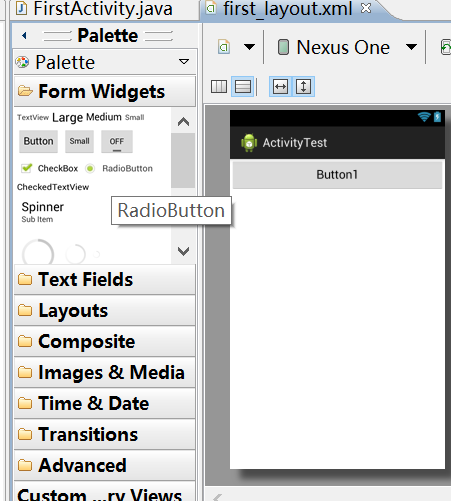 FirstActivity.java
first_layout.xml
Palette
Palette
Nexus One
Form Widgets
TextView Large Medium Small
Button Small OFF
CheckBox RadioButton
CheckedTextView
Spinner
Sub Item
RadioButton
Text Fields
Layouts
Composite
Images & Media
Time & Date
Transitions
Advanced
Custom ...ry Views
ActivityTest
Button1